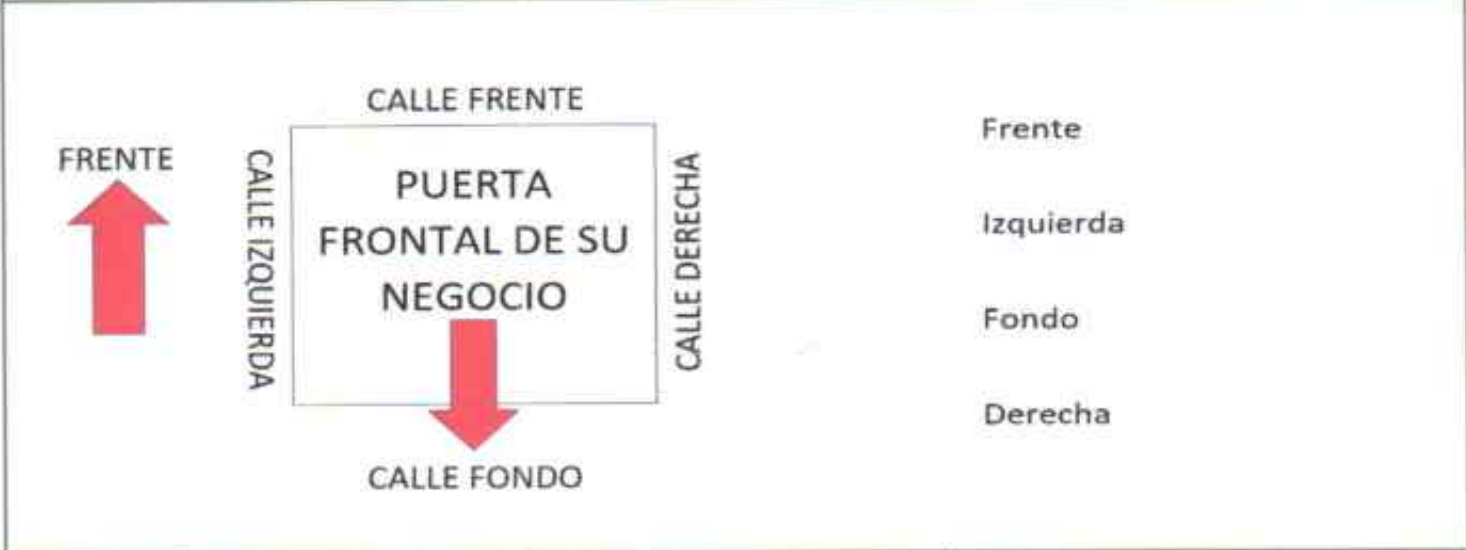 CALLE FRENTE
FRENTE
CALLE IZQUIERDA
PUERTA
FRONTAL DE SU
NEGOCIO
CALLE DERECHA
CALLE FONDO
Frente
Izquierda
Fondo
Derecha